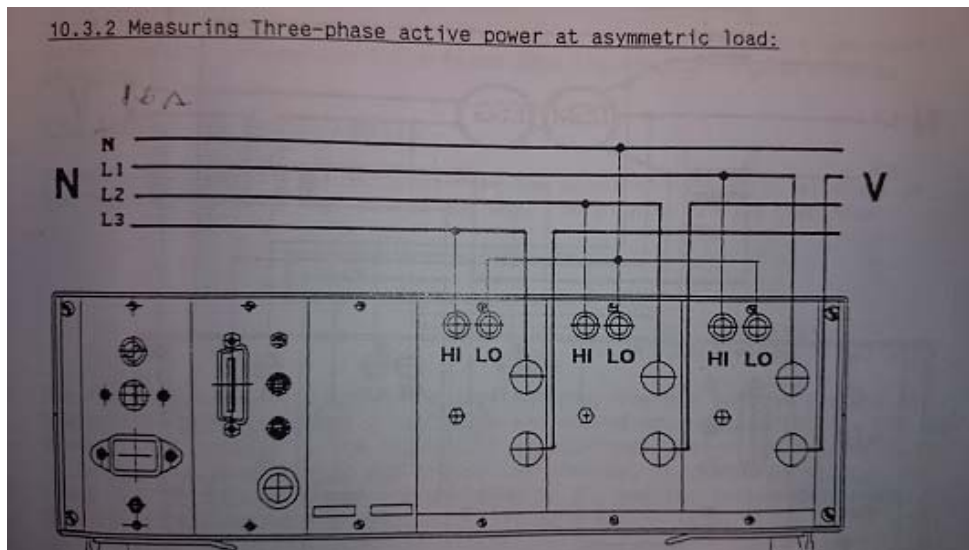 10.3.2 Measuring Three-phase active power at asymmetric load:
16A
N
L1
N
L2
V
L3
HI LO HI LO HI LO